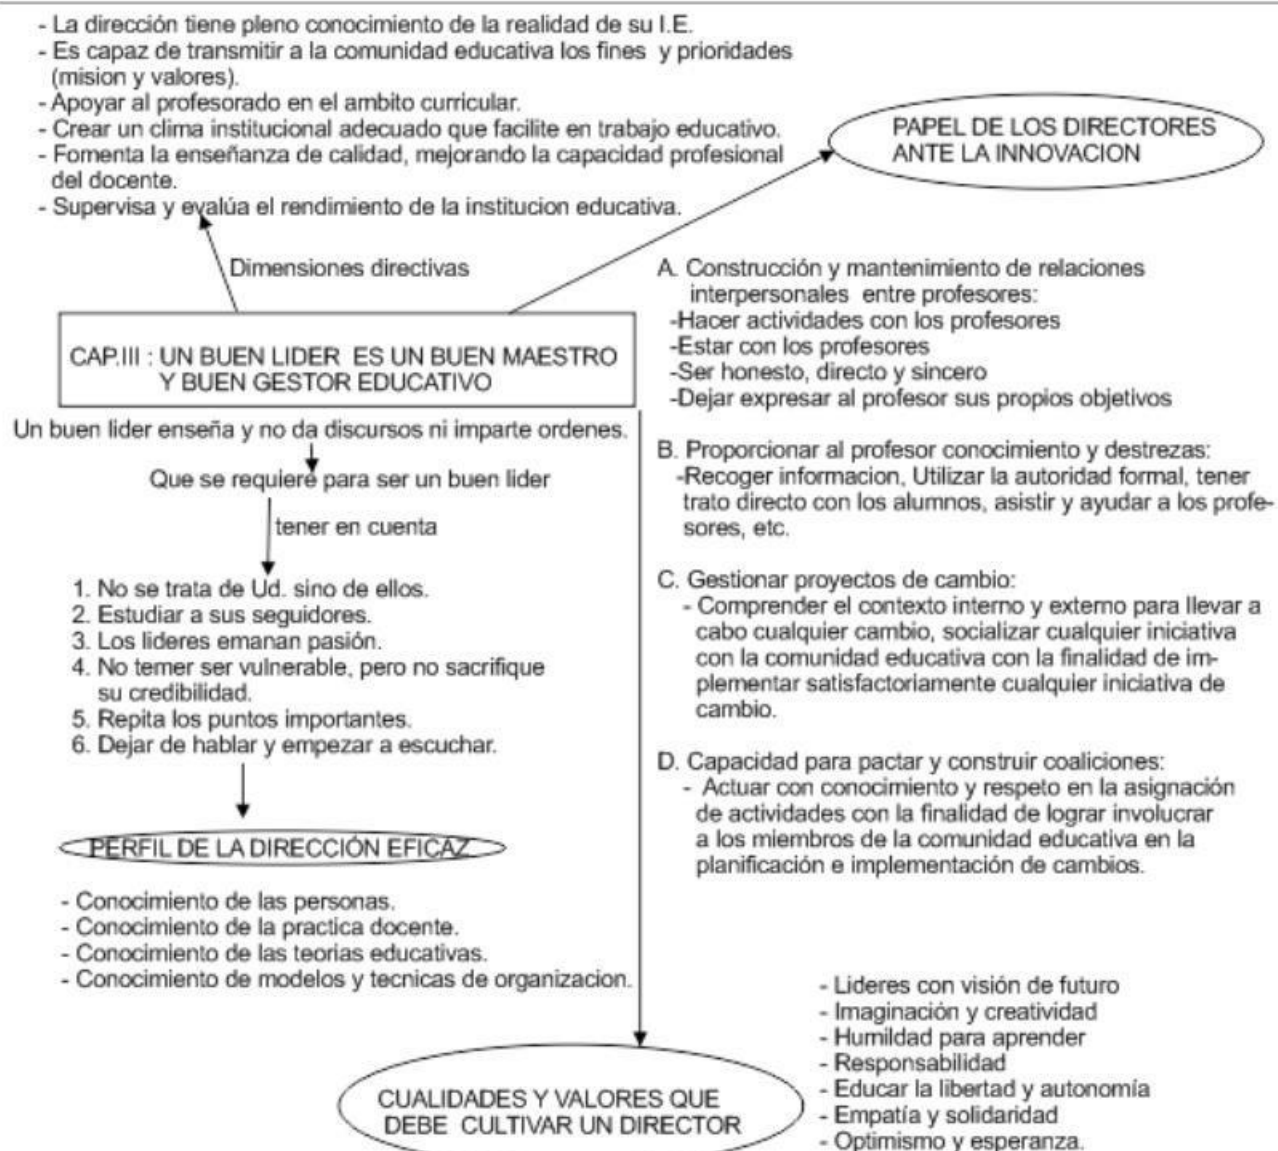 - La dirección tiene pleno conocimiento de la realidad de su I.E.
- Es capaz de transmitir a la comunidad educativa los fines y prioridades
(mision y valores).
- Apoyar al profesorado en el ambito curricular.
- Crear un clima institucional adecuado que facilite en trabajo educativo.
- Fomenta la enseñanza de calidad, mejorando la capacidad profesional
del docente.
- Supervisa y evalúa el rendimiento de la institucion educativa.
PAPEL DE LOS DIRECTORES
ANTE LA INNOVACION
Dimensiones directivas
CAP.III : UN BUEN LIDER ES UN BUEN MAESTRO
Y BUEN GESTOR EDUCATIVO
Un buen lider enseña y no da discursos ni imparte ordenes.
Que se requiere para ser un buen lider
tener en cuenta
1. No se trata de Ud. sino de ellos.
2. Estudiar a sus seguidores.
3. Los lideres emanan pasión.
4. No temer ser vulnerable, pero no sacrifique
su credibilidad.
5. Repita los puntos importantes.
6. Dejar de hablar y empezar a escuchar.
PERFIL DE LA DIRECCIÓN EFICAZ
- Conocimiento de las personas.
- Conocimiento de la practica docente.
- Conocimiento de las teorias educativas.
- Conocimiento de modelos y tecnicas de organizacion.
A. Construcción y mantenimiento de relaciones
interpersonales entre profesores:
-Hacer actividades con los profesores
-Estar con los profesores
-Ser honesto, directo y sincero
-Dejar expresar al profesor sus propios objetivos
B. Proporcionar al profesor conocimiento y destrezas:
-Recoger informacion, Utilizar la autoridad formal, tener
trato directo con los alumnos, asistir y ayudar a los profe-
sores, etc.
C. Gestionar proyectos de cambio:
- Comprender el contexto interno y externo para llevar a
cabo cualquier cambio, socializar cualquier iniciativa
con la comunidad educativa con la finalidad de im-
plementar satisfactoriamente cualquier iniciativa de
cambio.
D. Capacidad para pactar y construir coaliciones:
- Actuar con conocimiento y respeto en la asignación
de actividades con la finalidad de lograr involucrar
a los miembros de la comunidad educativa en la
planificación e implementación de cambios.
CUALIDADES Y VALORES QUE
DEBE CULTIVAR UN DIRECTOR
- Lideres con visión de futuro
- Imaginación y creatividad
- Humildad para aprender
- Responsabilidad
- Educar la libertad y autonomía
- Empatía y solidaridad
- Optimismo y esperanza.